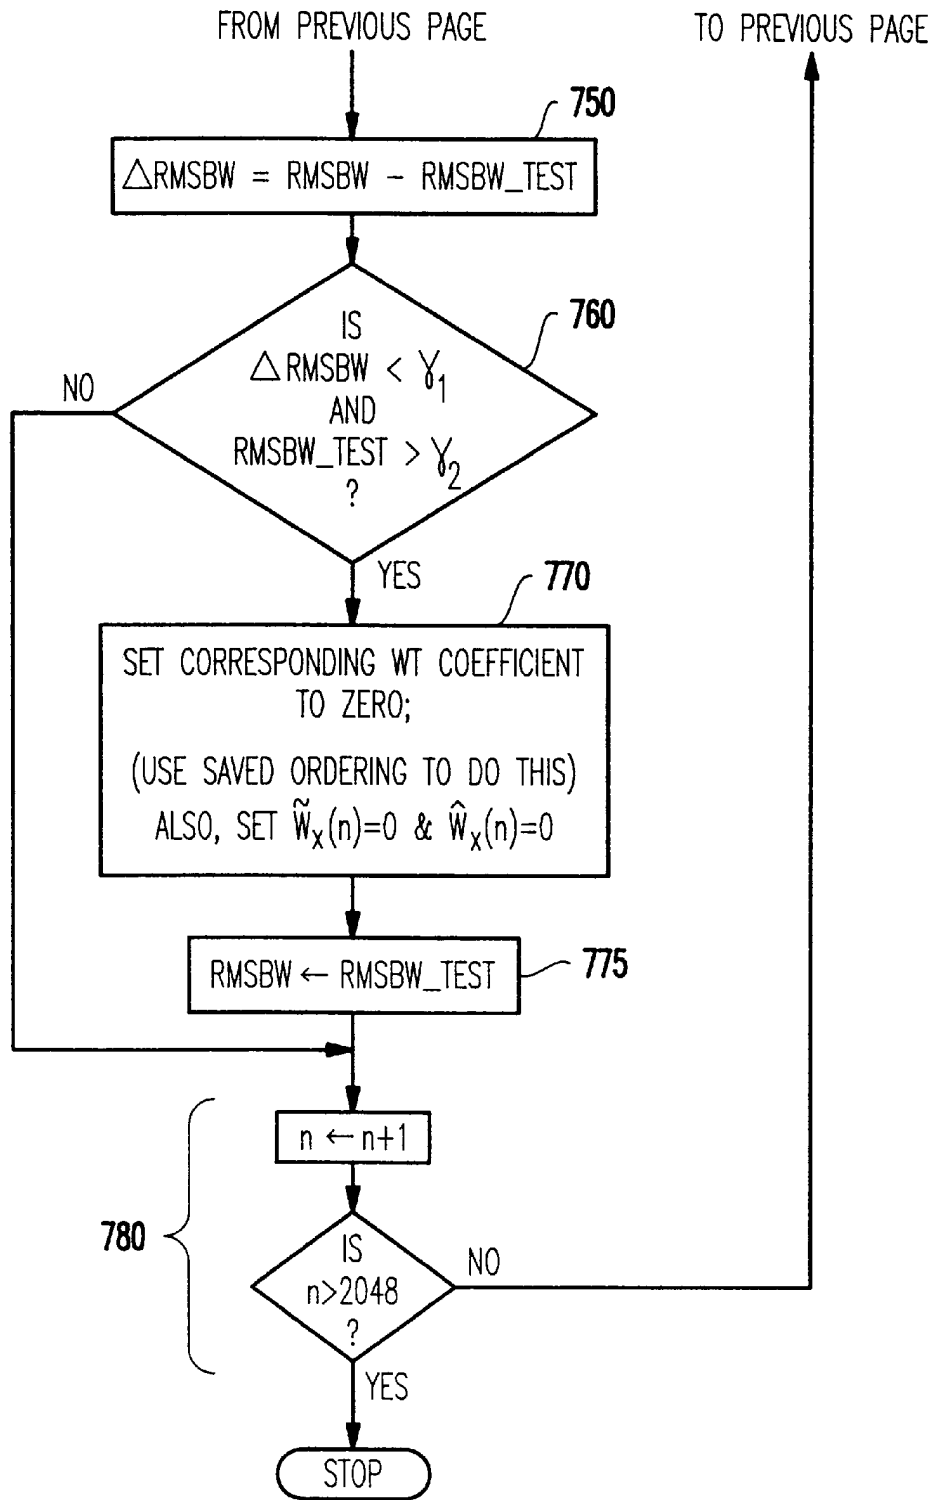 FROM PREVIOUS PAGE
TO PREVIOUS PAGE
750
△RMSBW = RMSBW - RMSBW_TEST
760
IS
△RMSBW < γ₁
AND
RMSBW_TEST > γ₂
?
NO
YES
770
SET CORRESPONDING WT COEFFICIENT
TO ZERO;
(USE SAVED ORDERING TO DO THIS)
ALSO, SET W̃ₓ(n)=0 & Ŵₓ(n)=0
775
RMSBW ← RMSBW_TEST
n ← n+1
780
IS
n>2048
?
NO
YES
STOP